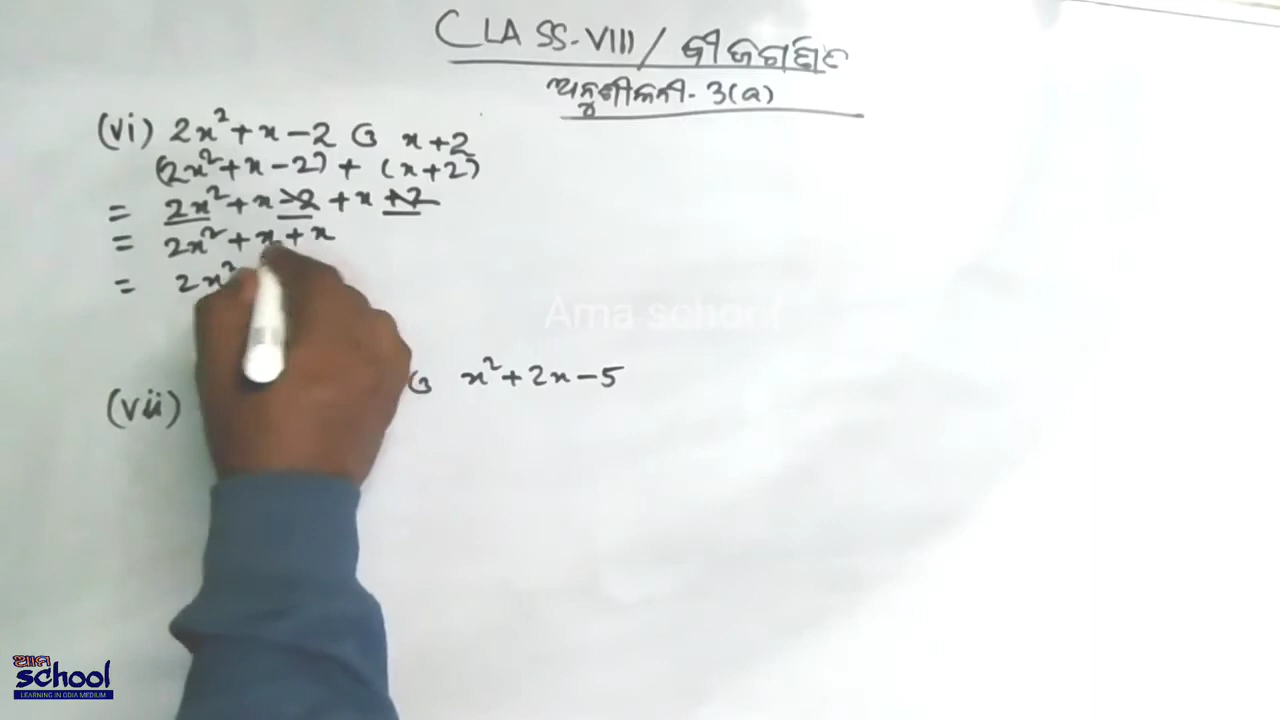 CLASS-VIII / ବୀଜଗଣିତ
ଅନୁଶୀଳନୀ - 3(a)
(vi) 2x²+x-2 ଓ x+2
(2x²+x-2) + (x+2)
= 2x²+x-2+x+2
= 2x²+x+x
= 2x²
(vii) ଓ x²+2x-5
Ama school
ଆମ
school
LEARNING IN ODIA MEDIUM